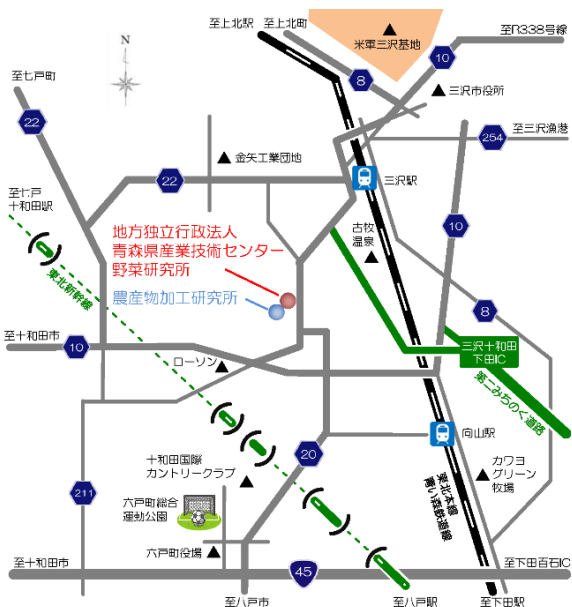 至上北駅
至上北町
米軍三沢基地
至R338号線
N
10
至七戸町
8
三沢市役所
22
254
至三沢漁港
金矢工業団地
22
三沢駅
至七戸
十和田駅
10
地方独立行政法人
青森県産業技術センター
野菜研究所
古牧
温泉
東北新幹線
農産物加工研究所
8
至十和田市
10
三沢十和田
下田IC
ローソン
第二みちのく道路
向山駅
20
十和田国際
カントリークラブ
カワヨ
グリーン
牧場
211
六戸町総合
運動公園
東北本線
青い森鉄道線
六戸町役場
至十和田市
45
至下田百石IC
至八戸市
至八戸駅
至下田駅